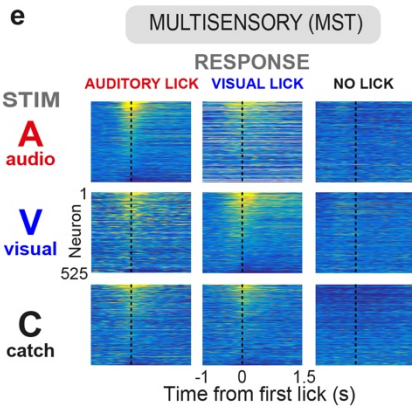 e
MULTISENSORY (MST)
RESPONSE
STIM
AUDITORY LICK VISUAL LICK NO LICK
A
audio
V
visual
1
Neuron
525
C
catch
-1 0 1.5
Time from first lick (s)